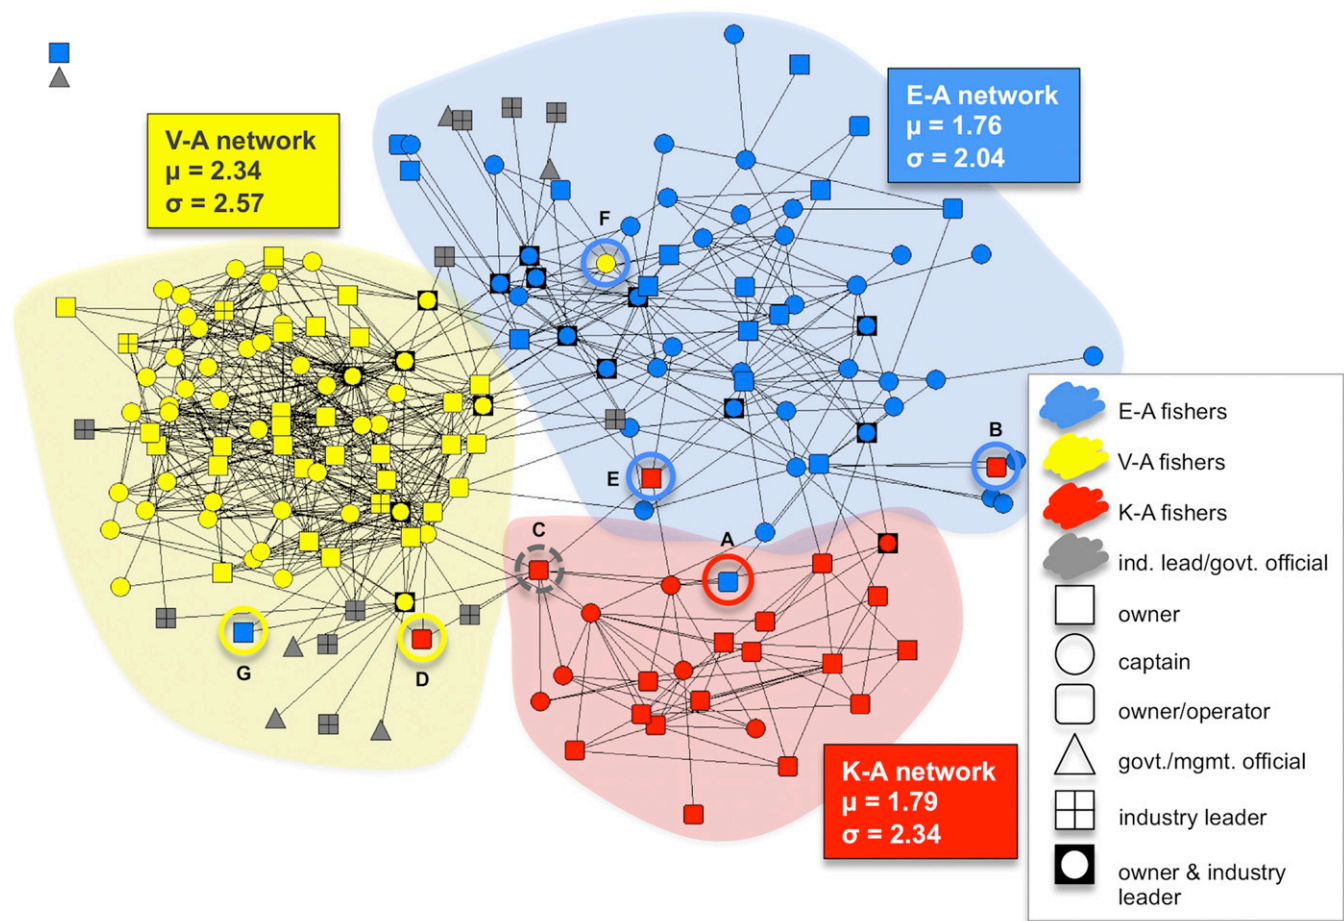 E-A network
μ = 1.76
σ = 2.04
V-A network
μ = 2.34
σ = 2.57
F
B
E
C
A
G
D
K-A network
μ = 1.79
σ = 2.34
E-A fishers
V-A fishers
K-A fishers
ind. lead/govt. official
owner
captain
owner/operator
govt./mgmt. official
industry leader
owner & industry
leader